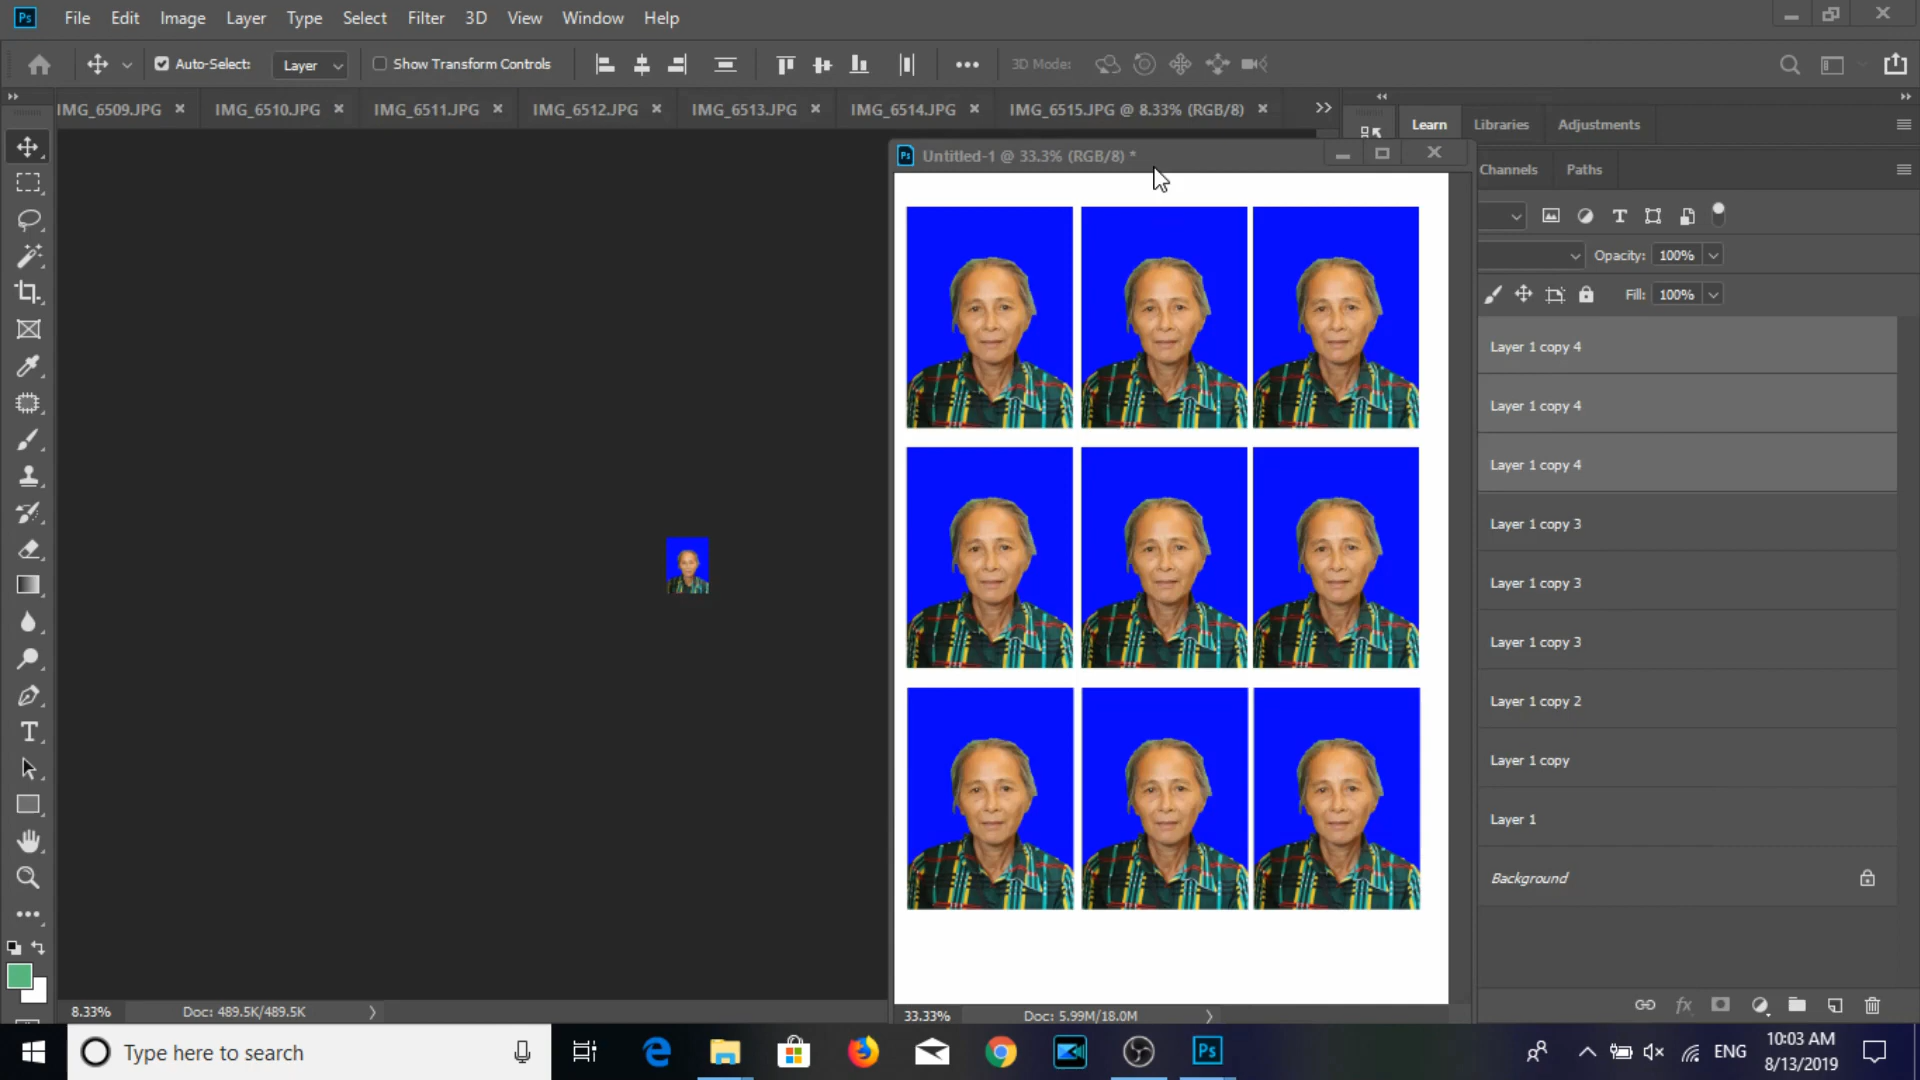 Ps File Edit Image Layer Type Select Filter 3D View Window Help
Auto-Select: Layer Show Transform Controls 3D Mode:
IMG_6509.JPG IMG_6510.JPG IMG_6511.JPG IMG_6512.JPG IMG_6513.JPG IMG_6514.JPG IMG_6515.JPG @ 8.33% (RGB/8)
Learn Libraries Adjustments
Ps Untitled-1 @ 33.3% (RGB/8) *
Channels Paths
Opacity: 100%
Fill: 100%
Layer 1 copy 4
Layer 1 copy 4
Layer 1 copy 4
Layer 1 copy 3
Layer 1 copy 3
Layer 1 copy 3
Layer 1 copy 2
Layer 1 copy
Layer 1
Background
8.33% Doc: 489.5K/489.5K
33.33% Doc: 5.99M/18.0M
Type here to search
Ps
ENG
10:03 AM
8/13/2019